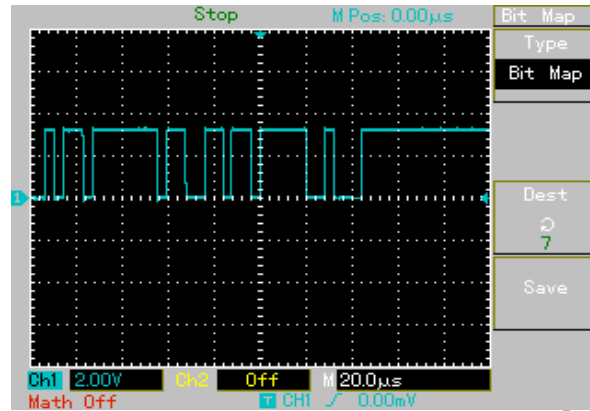 Stop M Pos: 0.00µs Bit Map
Type
Bit Map
1
Dest
7
Save
Ch1 2.00V Ch2 Off M 20.0µs
Math Off T CH1 0.00mV